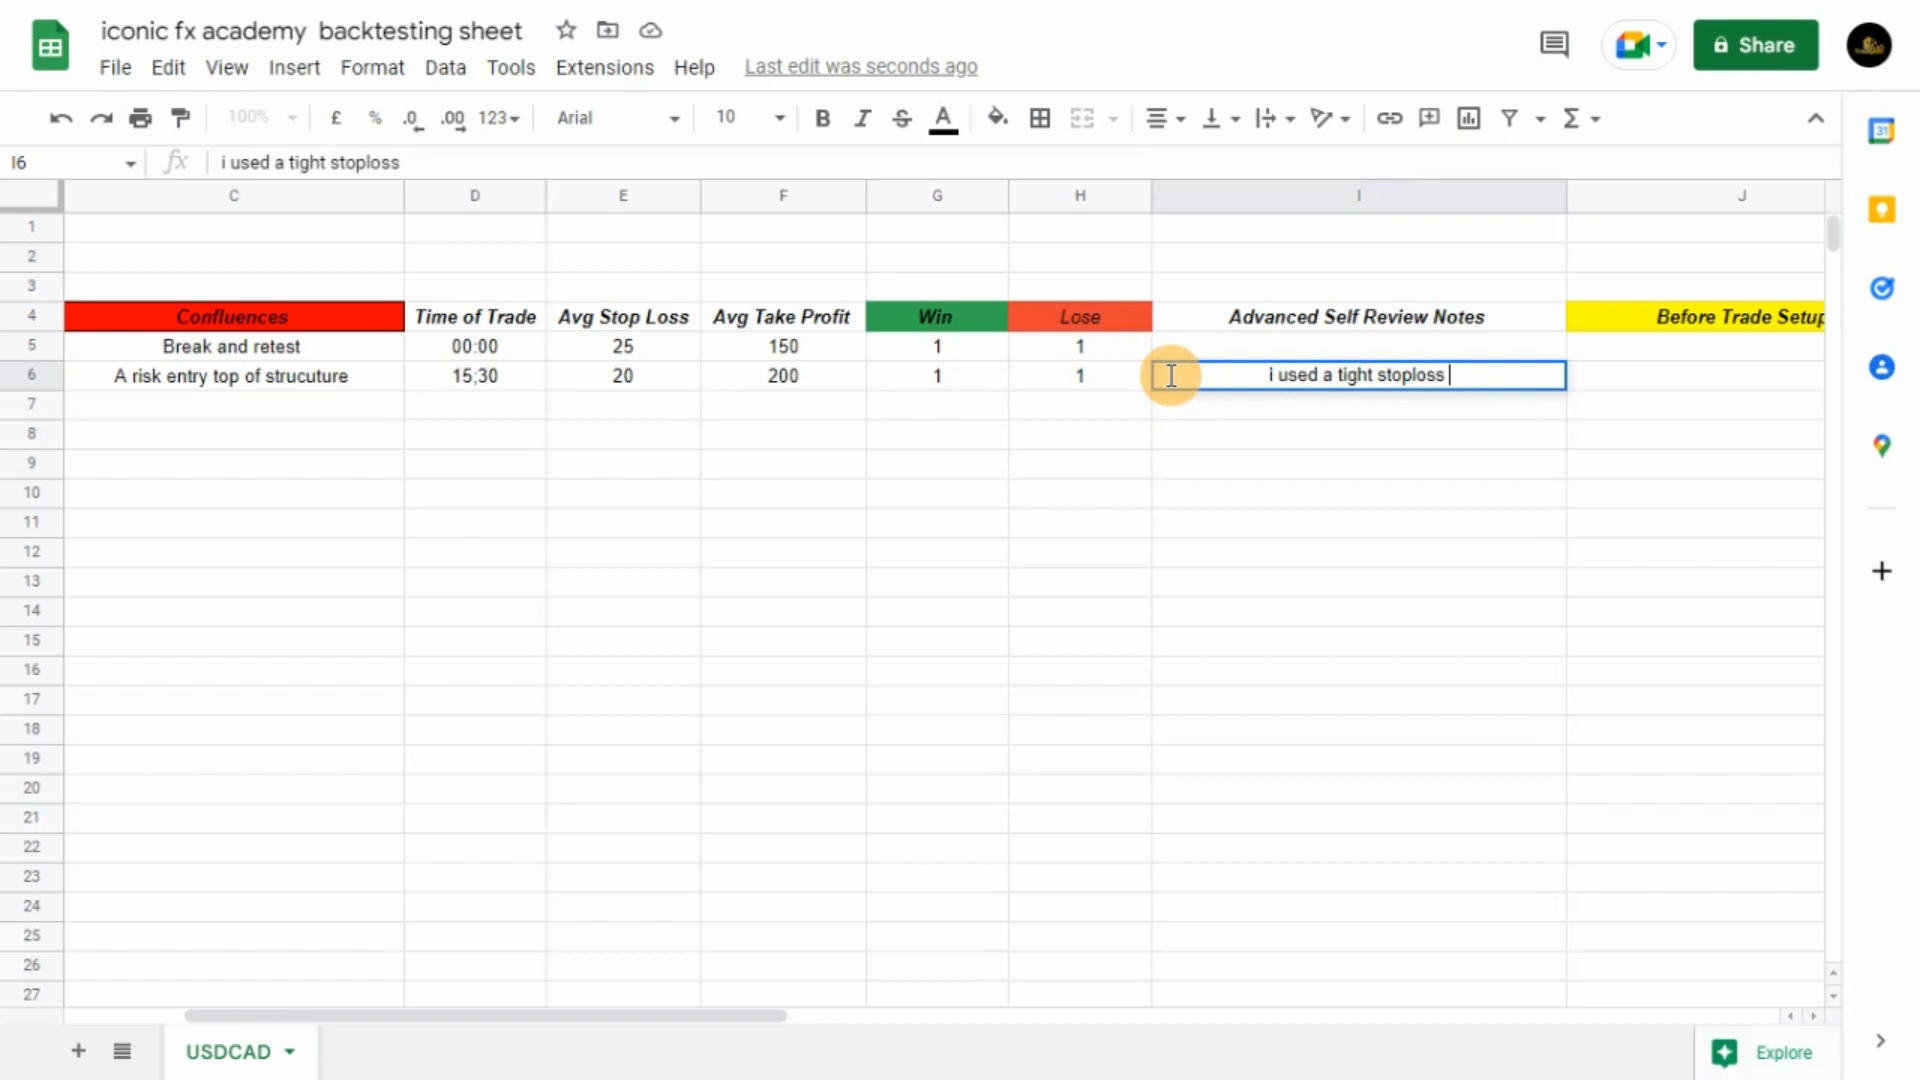 iconic fx academy backtesting sheet
File Edit View Insert Format Data Tools Extensions Help Last edit was seconds ago
Share
100% £ % .0 .00 123 Arial 10 B I S A Σ
31
I6 fx i used a tight stoploss
C D E F G H I J
1
2
3
4 Confluences Time of Trade Avg Stop Loss Avg Take Profit Win Lose Advanced Self Review Notes Before Trade Setup
5 Break and retest 00:00 25 150 1 1
6 A risk entry top of strucuture 15;30 20 200 1 1 i used a tight stoploss
7
8
9
10
11
12
13
14
15
16
17
18
19
20
21
22
23
24
25
26
27
USDCAD
Explore